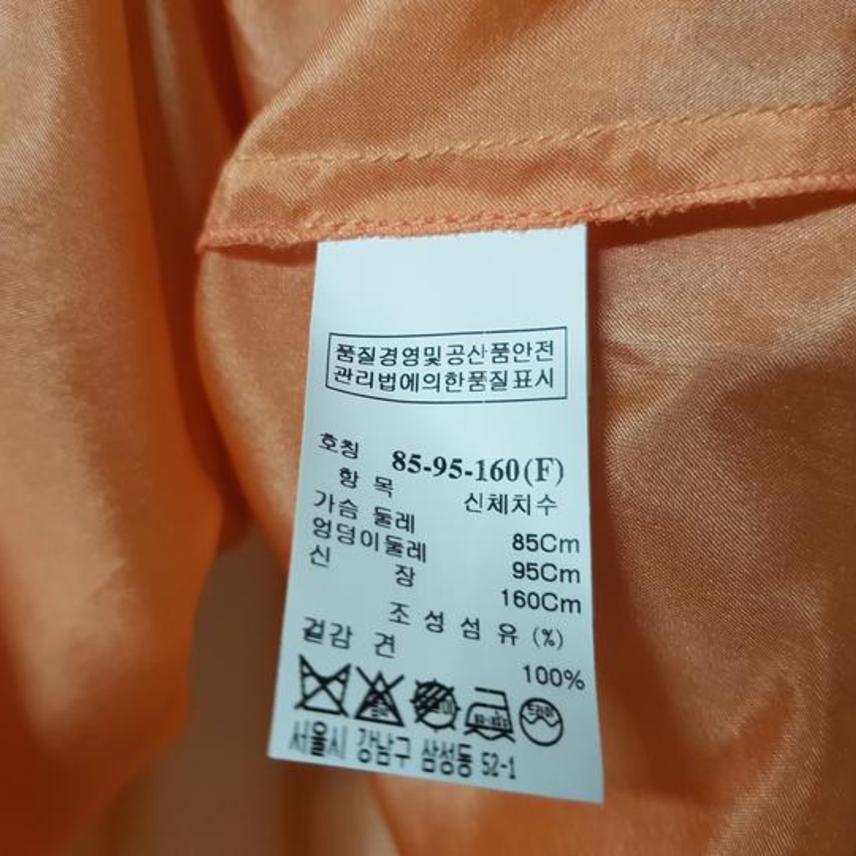 품질경영및공산품안전
관리법에의한품질표시
호칭 85-95-160(F)
항 목 신체치수
가슴 둘레 85Cm
엉덩이둘레 95Cm
신 장 160Cm
조 성 섬 유 (%)
겉감 견 100%
서울시 강남구 삼성동 52-1